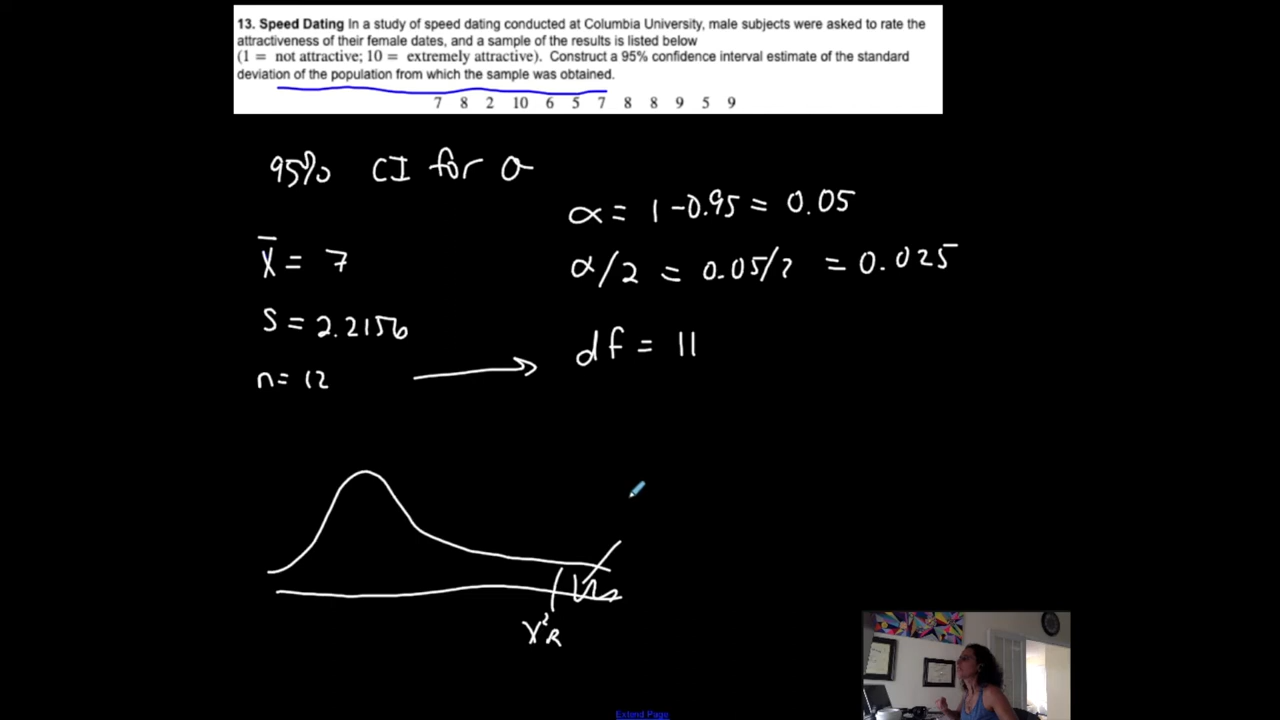 13. Speed Dating In a study of speed dating conducted at Columbia University, male subjects were asked to rate the
attractiveness of their female dates, and a sample of the results is listed below
(1 = not attractive; 10 = extremely attractive). Construct a 95% confidence interval estimate of the standard
deviation of the population from which the sample was obtained.
7 8 2 10 6 5 7 8 8 9 5 9
95% CI for σ
α = 1 - 0.95 = 0.05
x̄ = 7
α/2 = 0.05/2 = 0.025
S = 2.2156
df = 11
n = 12 →
χ²R
Extend Page